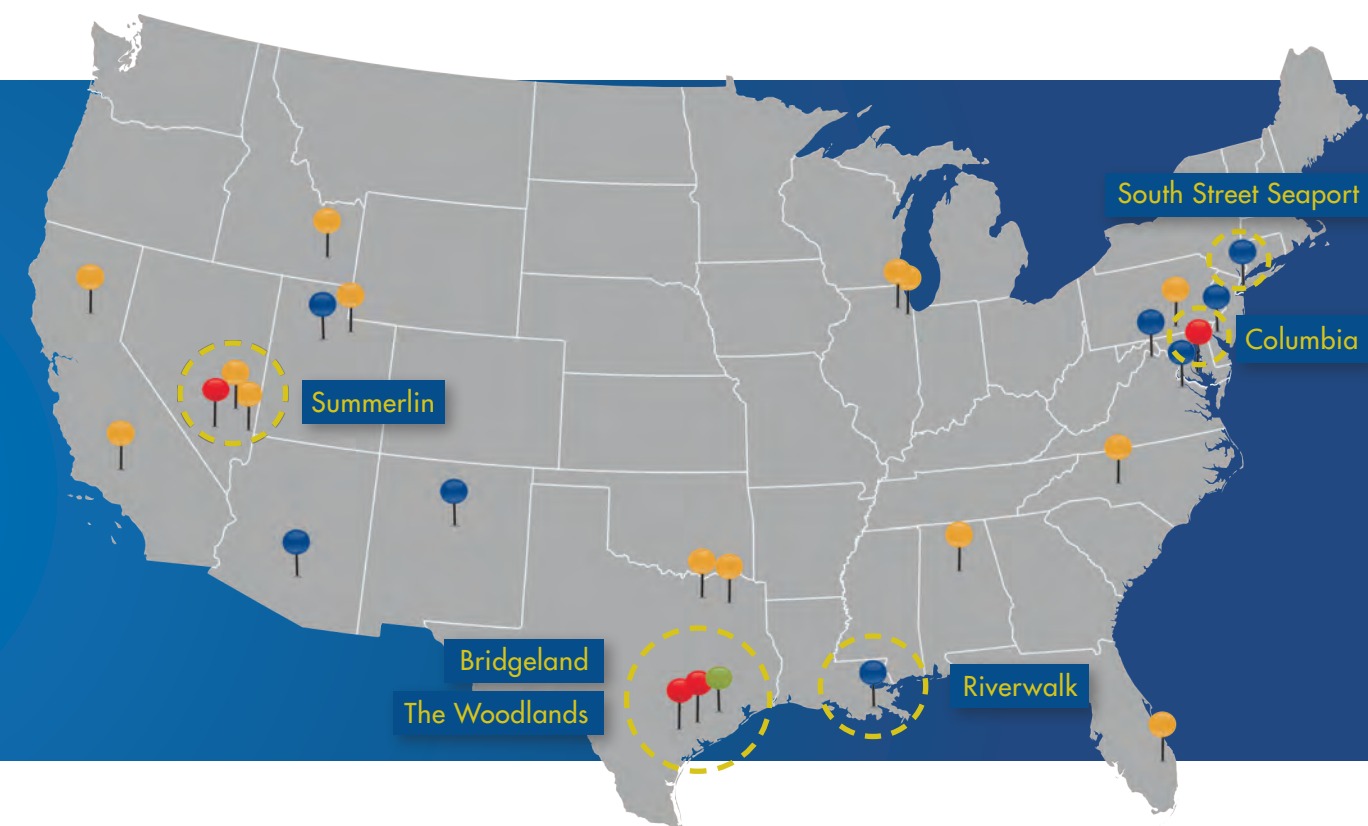 South Street Seaport
Columbia
Summerlin
Bridgeland
The Woodlands
Riverwalk